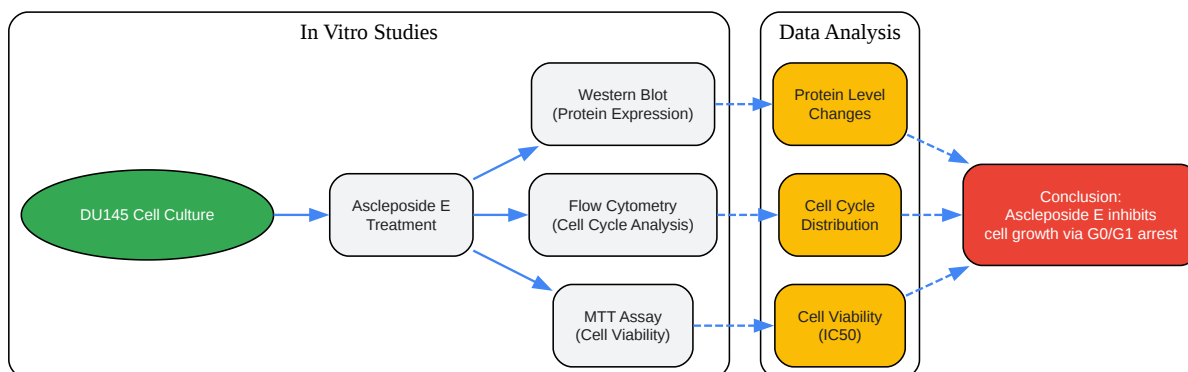 In Vitro Studies
Data Analysis
Western Blot
(Protein Expression)
Protein Level
Changes
DU145 Cell Culture
Ascleposide E
Treatment
Flow Cytometry
(Cell Cycle Analysis)
Cell Cycle
Distribution
Conclusion:
Ascleposide E inhibits
cell growth via G0/G1 arrest
MTT Assay
(Cell Viability)
Cell Viability
(IC50)